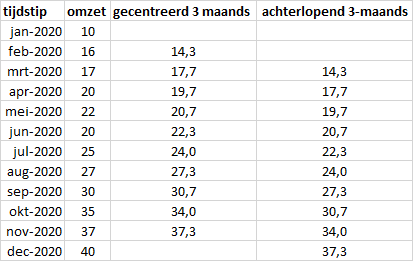 tijdstip omzet gecentreerd 3 maands achterlopend 3-maands
jan-2020 10
feb-2020 16 14,3
mrt-2020 17 17,7 14,3
apr-2020 20 19,7 17,7
mei-2020 22 20,7 19,7
jun-2020 20 22,3 20,7
jul-2020 25 24,0 22,3
aug-2020 27 27,3 24,0
sep-2020 30 30,7 27,3
okt-2020 35 34,0 30,7
nov-2020 37 37,3 34,0
dec-2020 40 37,3